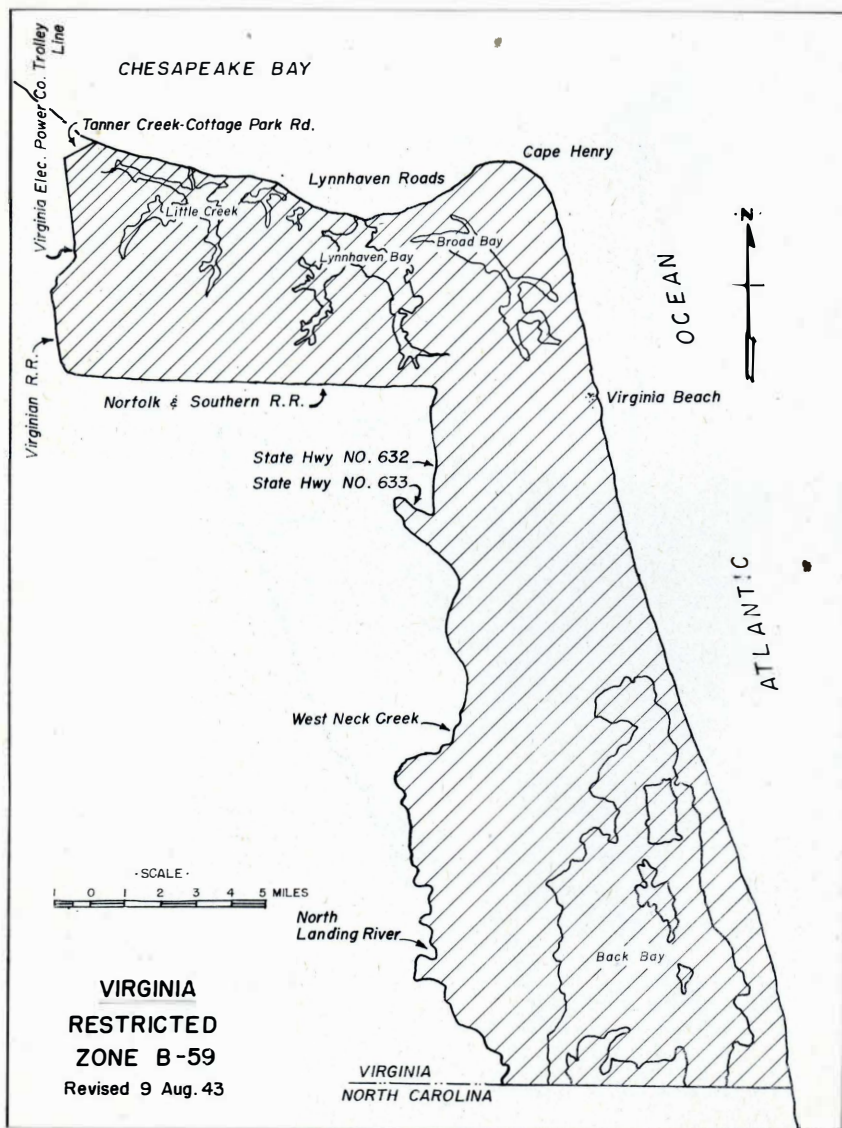 Virginia Elec. Power Co. Trolley
Line
CHESAPEAKE BAY
Tanner Creek-Cottage Park Rd.
Cape Henry
Lynnhaven Roads
Little Creek
Lynnhaven Bay
Broad Bay
N
OCEAN
Virginian R.R.
Norfolk & Southern R.R.
Virginia Beach
State Hwy NO. 632
State Hwy NO. 633
ATLANTIC
West Neck Creek
- SCALE -
1 0 1 2 3 4 5 MILES
North
Landing River
Back Bay
VIRGINIA
RESTRICTED
ZONE B-59
Revised 9 Aug. 43
VIRGINIA
NORTH CAROLINA